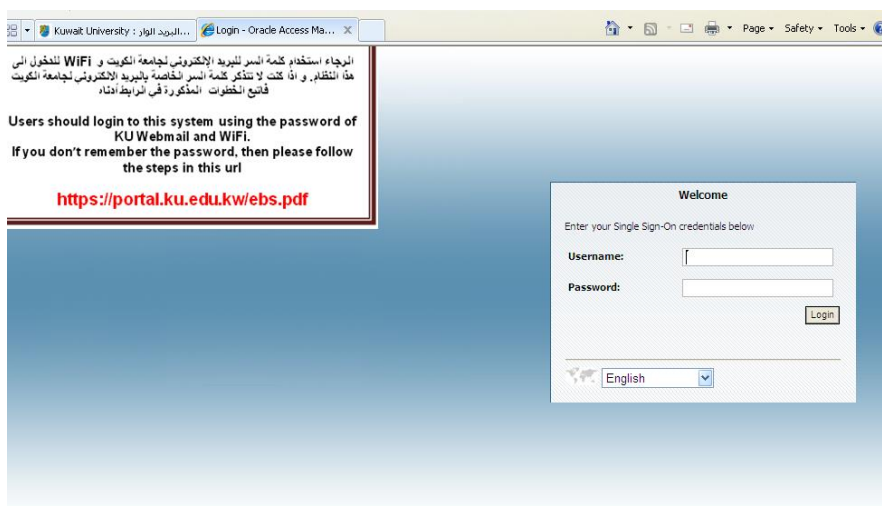 Kuwait University : البريد الوار...
Login - Oracle Access Ma...
Page
Safety
Tools
الرجاء استخدام كلمة السر للبريد الإلكتروني لجامعة الكويت و WiFi للدخول الى
هذا النظام. و اذا كنت لا تتذكر كلمة السر الخاصة بالبريد الالكتروني لجامعة الكويت
فاتبع الخطوات المذكورة في الرابط أدناه
Users should login to this system using the password of
KU Webmail and WiFi.
If you don't remember the password, then please follow
the steps in this url
https://portal.ku.edu.kw/ebs.pdf
Welcome
Enter your Single Sign-On credentials below
Username:
Password:
Login
English